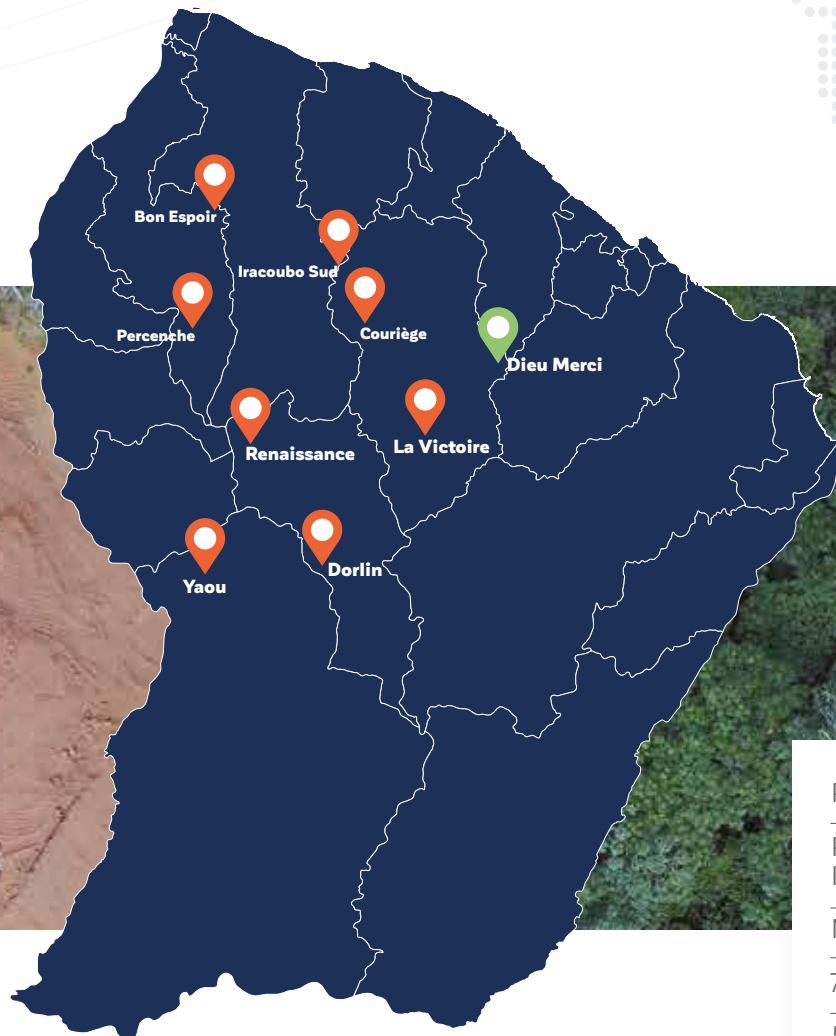 Bon Espoir
Iracoubo Sud
Percenche
Couriège
Dieu Merci
Renaissance
La Victoire
Dorlin
Yaou